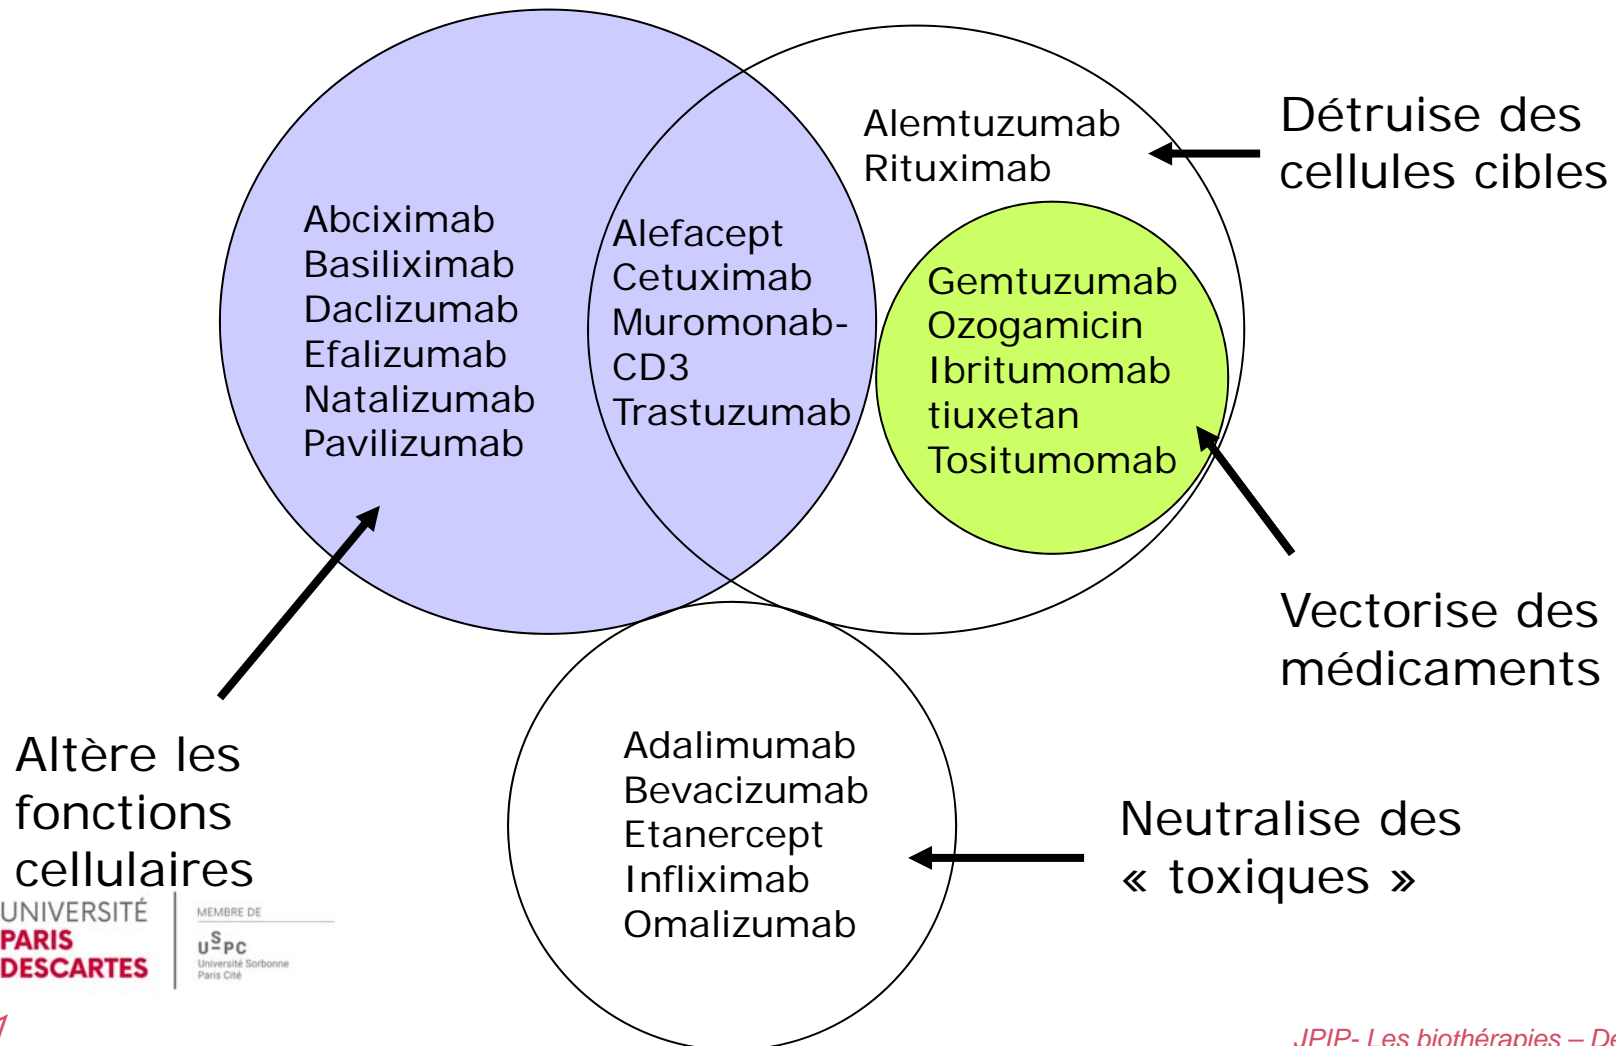 Alemtuzumab
Rituximab
Détruise des
cellules cibles
Abciximab
Basiliximab
Daclizumab
Efalizumab
Natalizumab
Pavilizumab
Alefacept
Cetuximab
Muromonab-
CD3
Trastuzumab
Gemtuzumab
Ozogamicin
Ibritumomab
tiuxetan
Tositumomab
Vectorise des
médicaments
Altère les
fonctions
cellulaires
Adalimumab
Bevacizumab
Etanercept
Infliximab
Omalizumab
Neutralise des
« toxiques »
UNIVERSITÉ
PARIS
DESCARTES
MEMBRE DE
USPC
Université Sorbonne
Paris Cité
JPIP- Les biothérapies – De